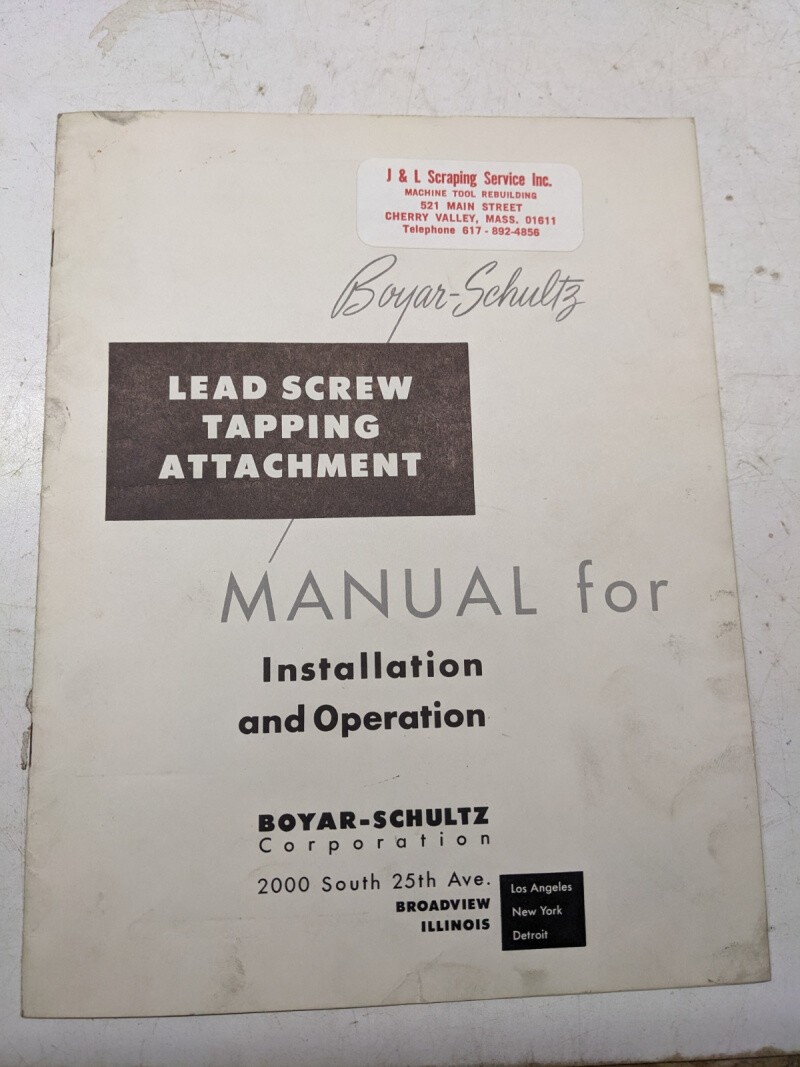 J & L Scraping Service Inc.
MACHINE TOOL REBUILDING
521 MAIN STREET
CHERRY VALLEY, MASS. 01611
Telephone 617 - 892-4856
Boyar-Schultz
LEAD SCREW
TAPPING
ATTACHMENT
MANUAL for
Installation
and Operation
BOYAR-SCHULTZ
Corporation
2000 South 25th Ave.
BROADVIEW
ILLINOIS
Los Angeles
New York
Detroit